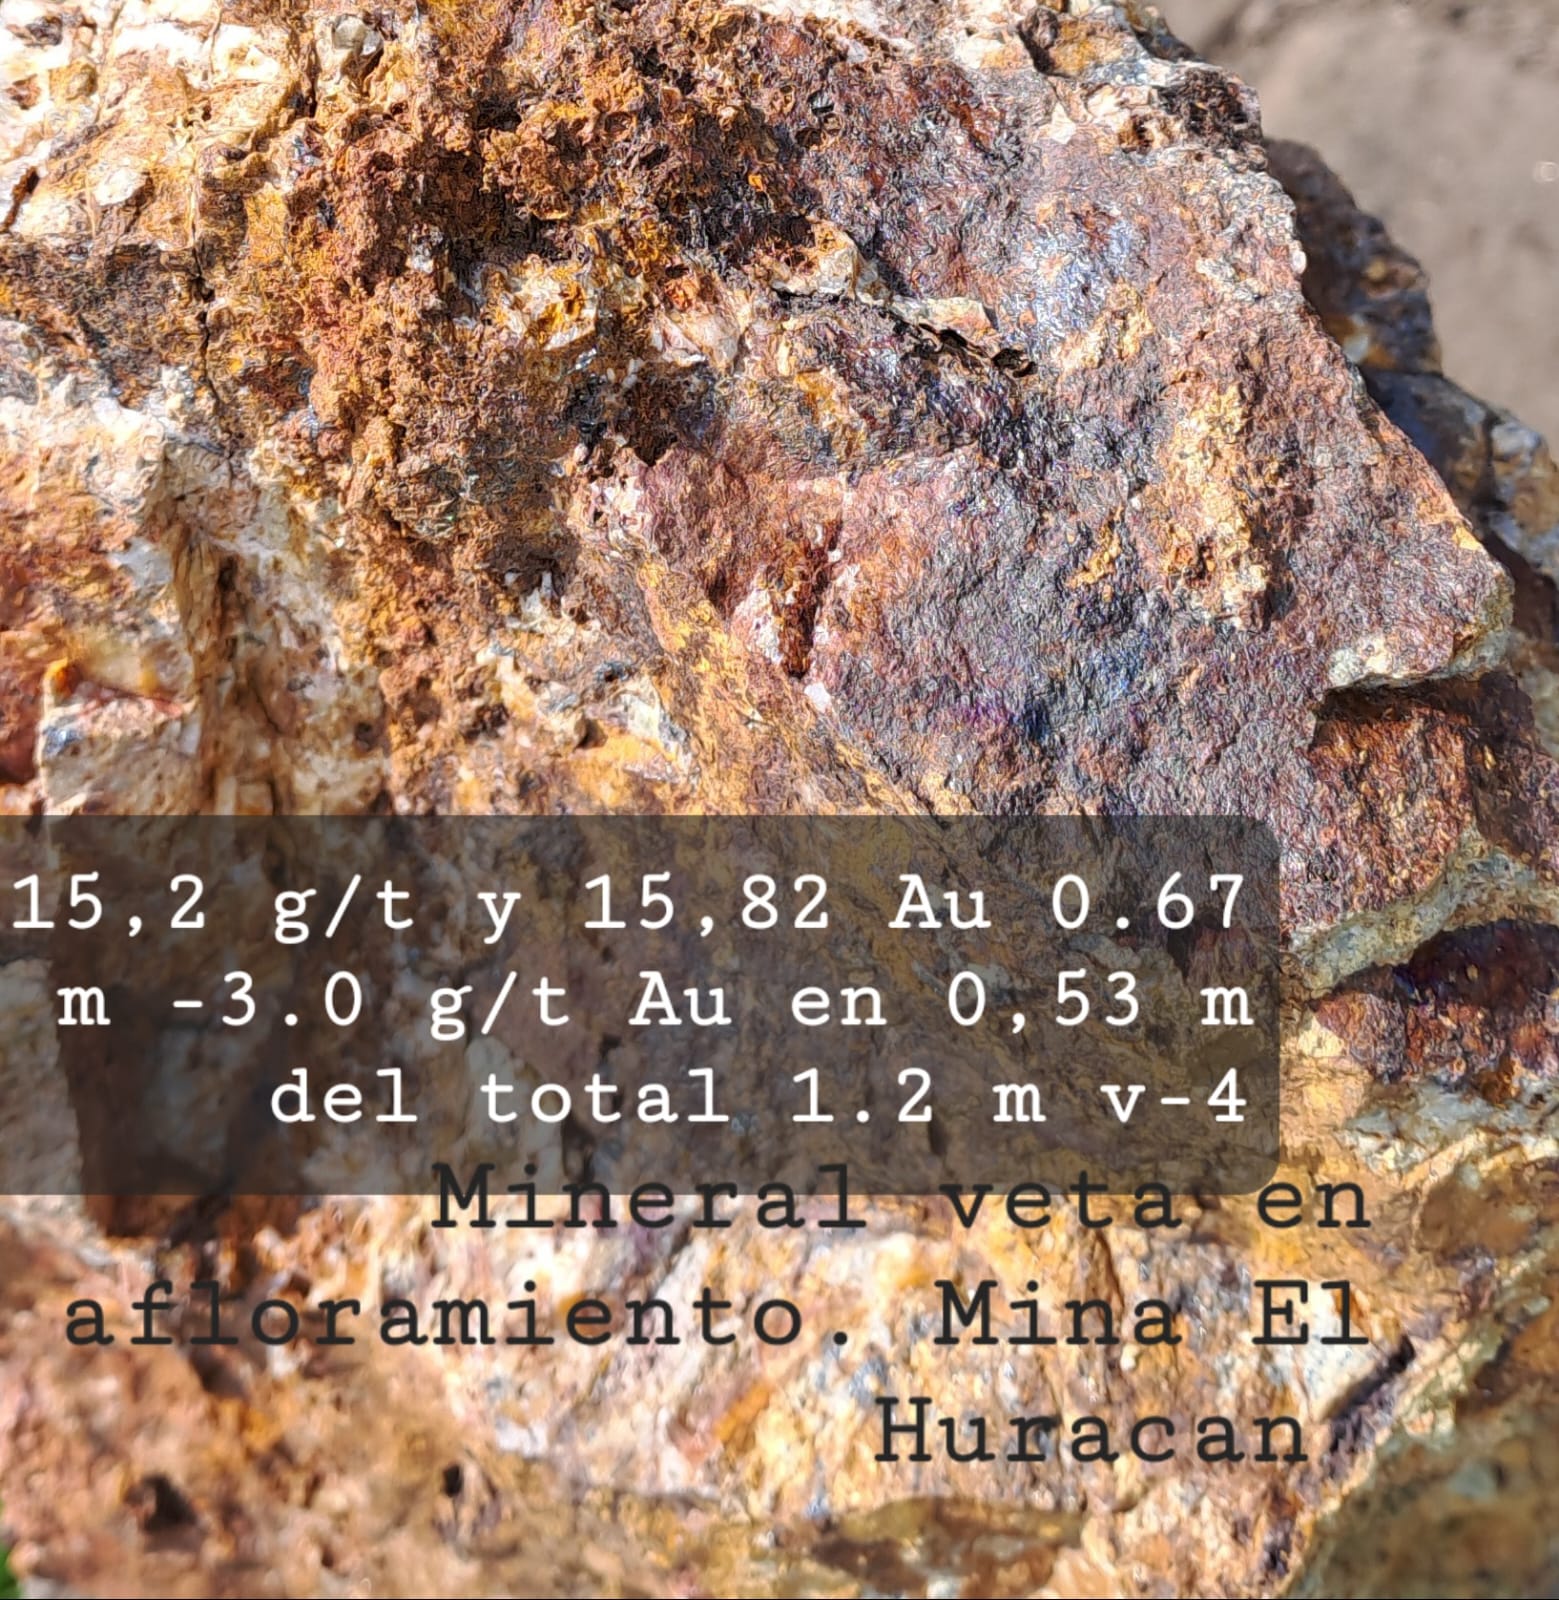 15,2 g/t y 15,82 Au 0.67
m -3.0 g/t Au en 0,53 m
del total 1.2 m v-4
Mineral veta en
afloramiento. Mina El
Huracan